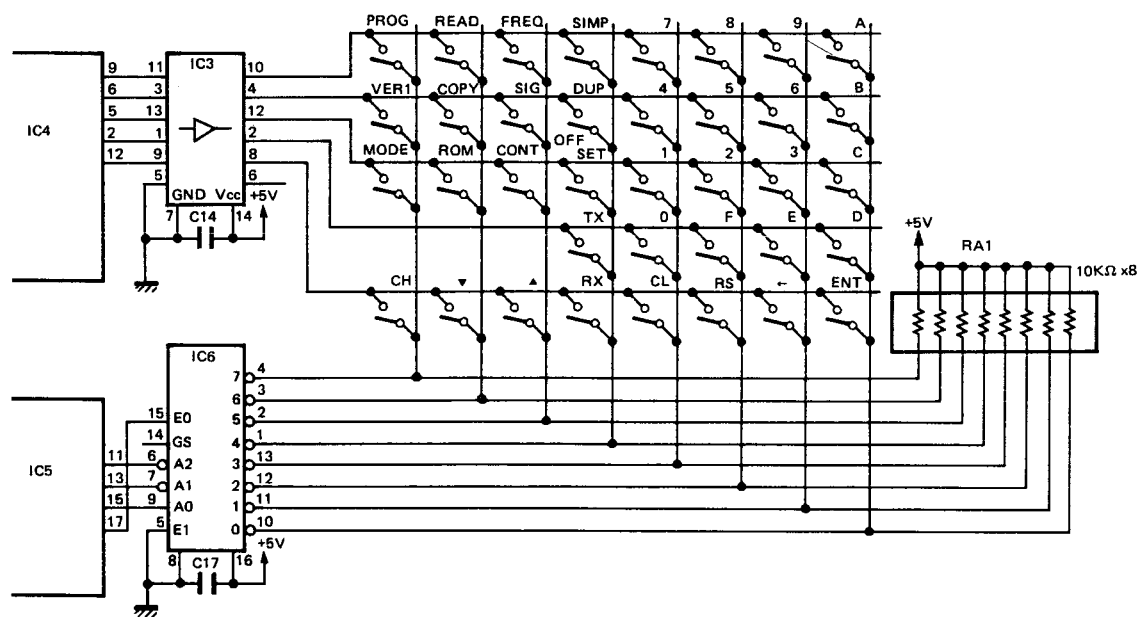 PROG READ FREQ SIMP 7 8 9 A
IC3
9 11 10
6 3 4
5 13 12
2 1 2
12 9 8
5 6
IC4
GND Vcc
+5V
7 C14 14
VER1 COPY SIG DUP 4 5 6 B
OFF
MODE ROM CONT SET 1 2 3 C
TX 0 F E D
CH ▼ ▲ RX CL RS ← ENT
+5V
RA1
10KΩ x8
IC6
7 4
6 3
15 E0 5 2
14 GS 4 1
IC5
11 6 A2 3 13
13 7 A1 2 12
15 9 A0 1 11
17 5 E1 0 10
+5V
8 C17 16